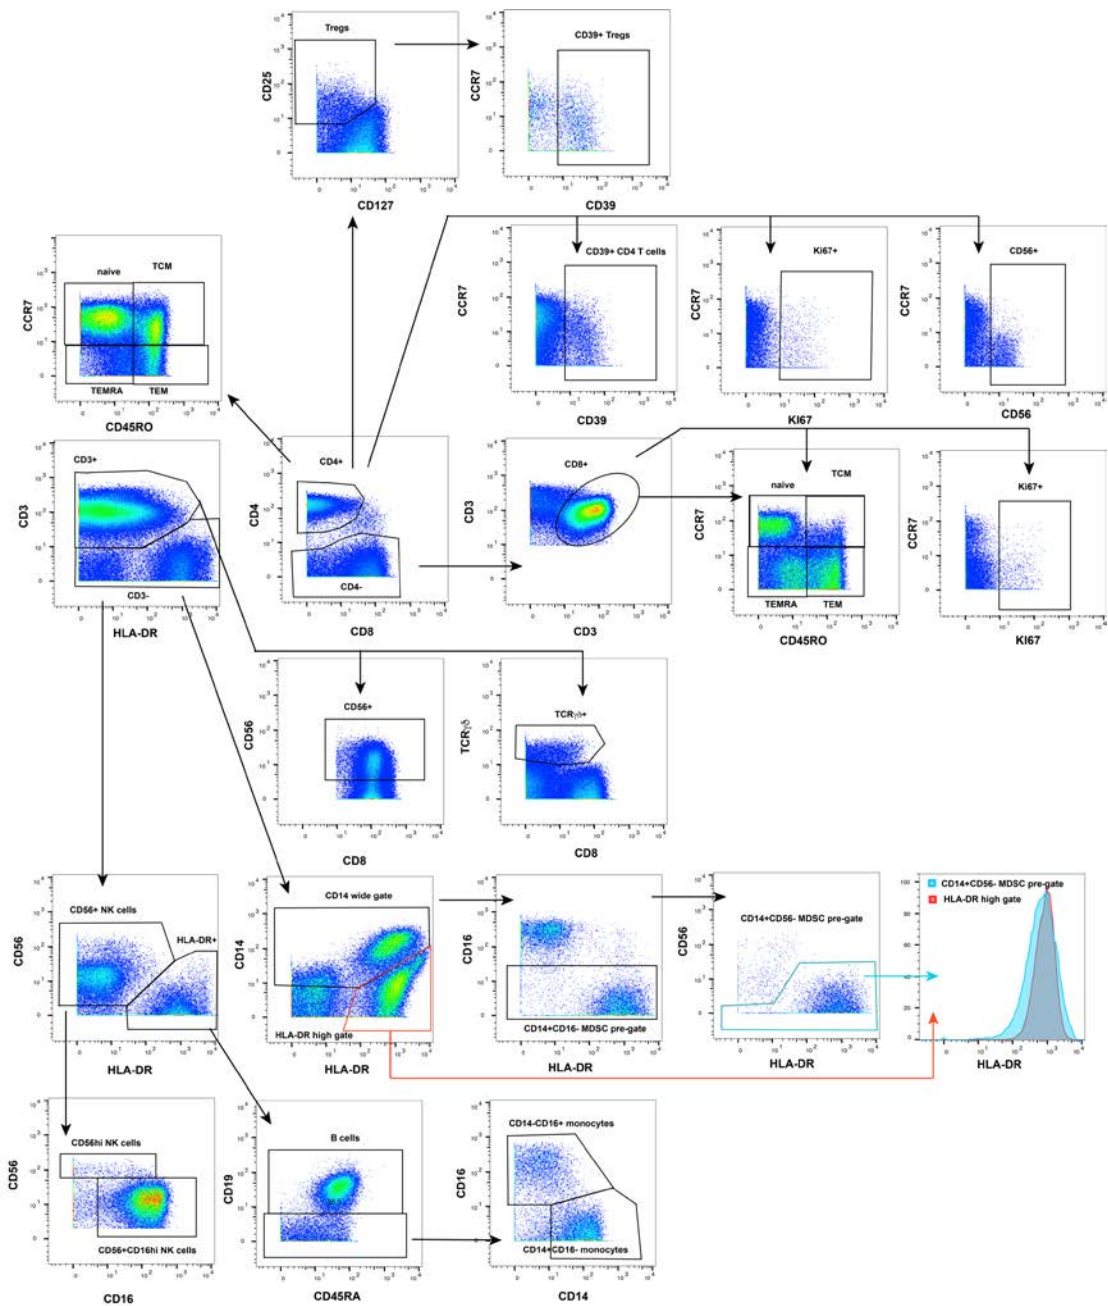 Tregs
CD25
CD127
CD39+ Tregs
CCR7
CD39
naive
TCM
CCR7
TEMRA
TEM
CD45RO
CD39+ CD4 T cells
CCR7
CD39
Ki67+
CCR7
KI67
CD56+
CCR7
CD56
CD3+
CD3
CD3-
HLA-DR
CD4+
CD4
CD4-
CD8
CD8+
CD3
CD3
naive
TCM
CCR7
TEMRA
TEM
CD45RO
Ki67+
CCR7
KI67
CD56+
CD56
CD8
TCRγδ+
TCRγδ
CD8
CD56+ NK cells
HLA-DR+
CD56
HLA-DR
CD14 wide gate
CD14
HLA-DR high gate
HLA-DR
CD16
CD14+CD16- MDSC pre-gate
HLA-DR
CD14+CD56- MDSC pre-gate
CD56
HLA-DR
CD14+CD56- MDSC pre-gate
HLA-DR high gate
100
80
60
40
20
0
HLA-DR
CD56hi NK cells
CD56
CD56+CD16hi NK cells
CD16
B cells
CD19
CD45RA
CD14-CD16+ monocytes
CD16
CD14+CD16- monocytes
CD14